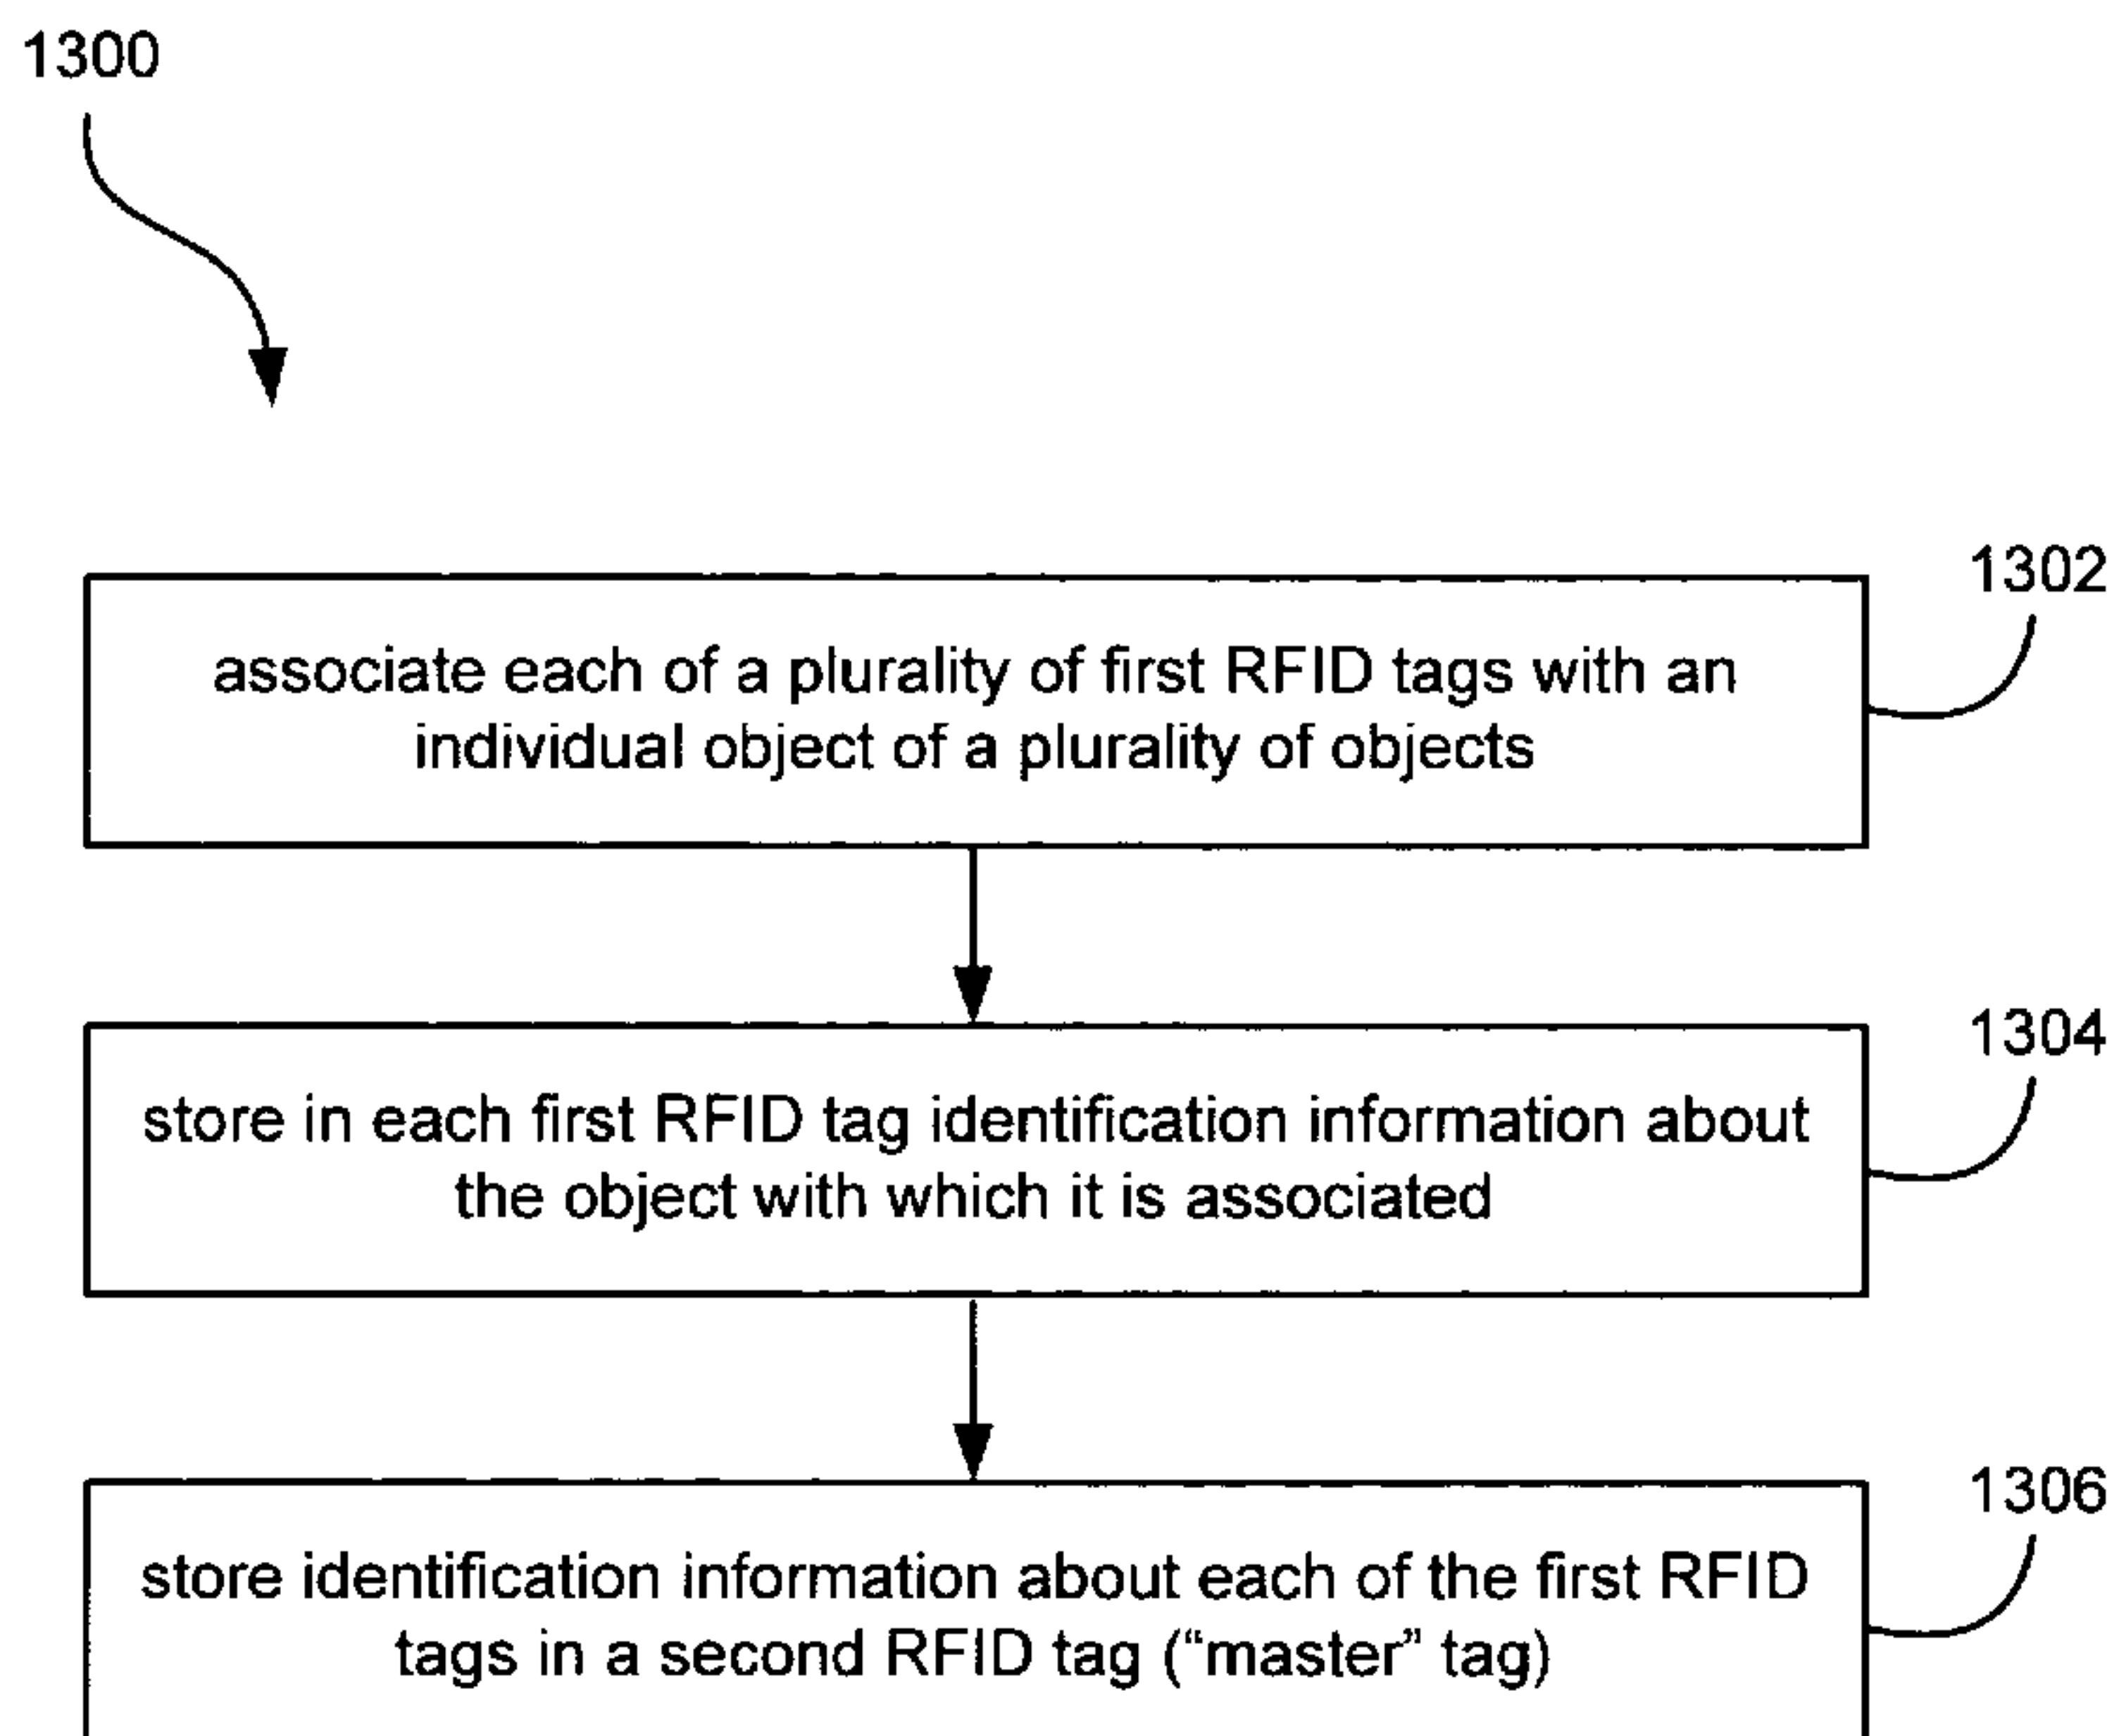 1300
1302
associate each of a plurality of first RFID tags with an
individual object of a plurality of objects
1304
store in each first RFID tag identification information about
the object with which it is associated
1306
store identification information about each of the first RFID
tags in a second RFID tag (“master” tag)